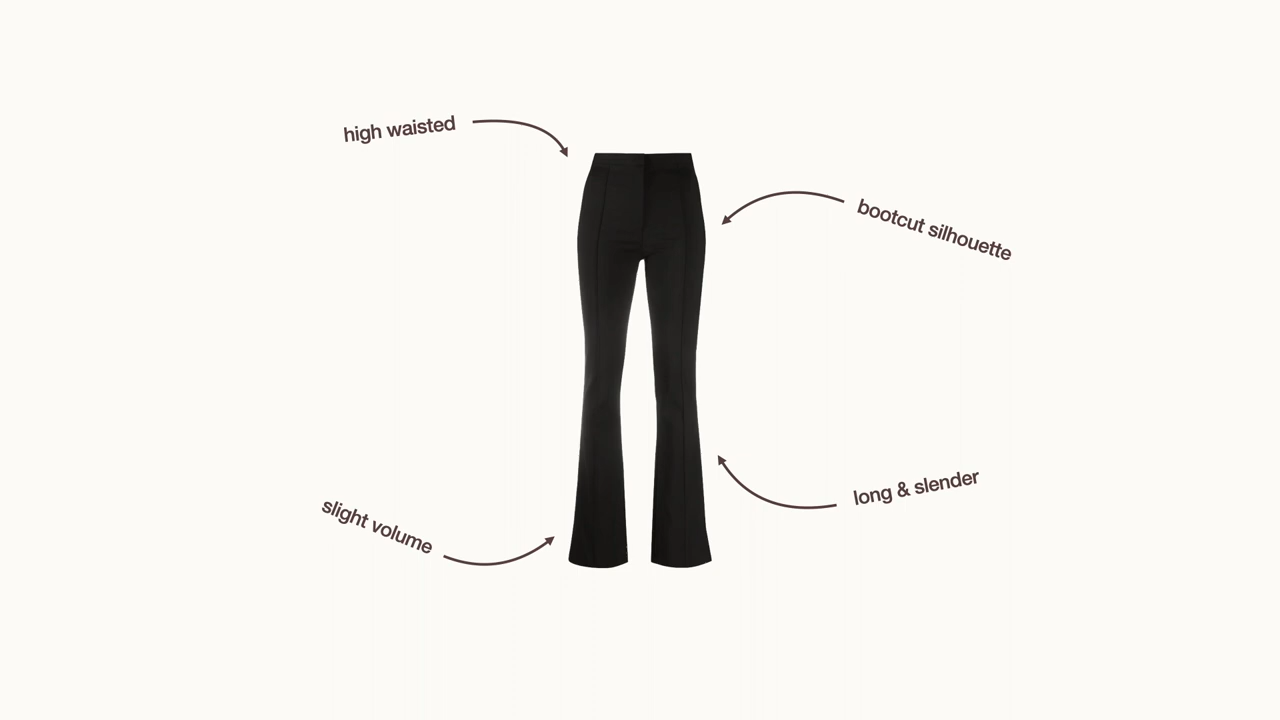 high waisted
bootcut silhouette
long & slender
slight volume